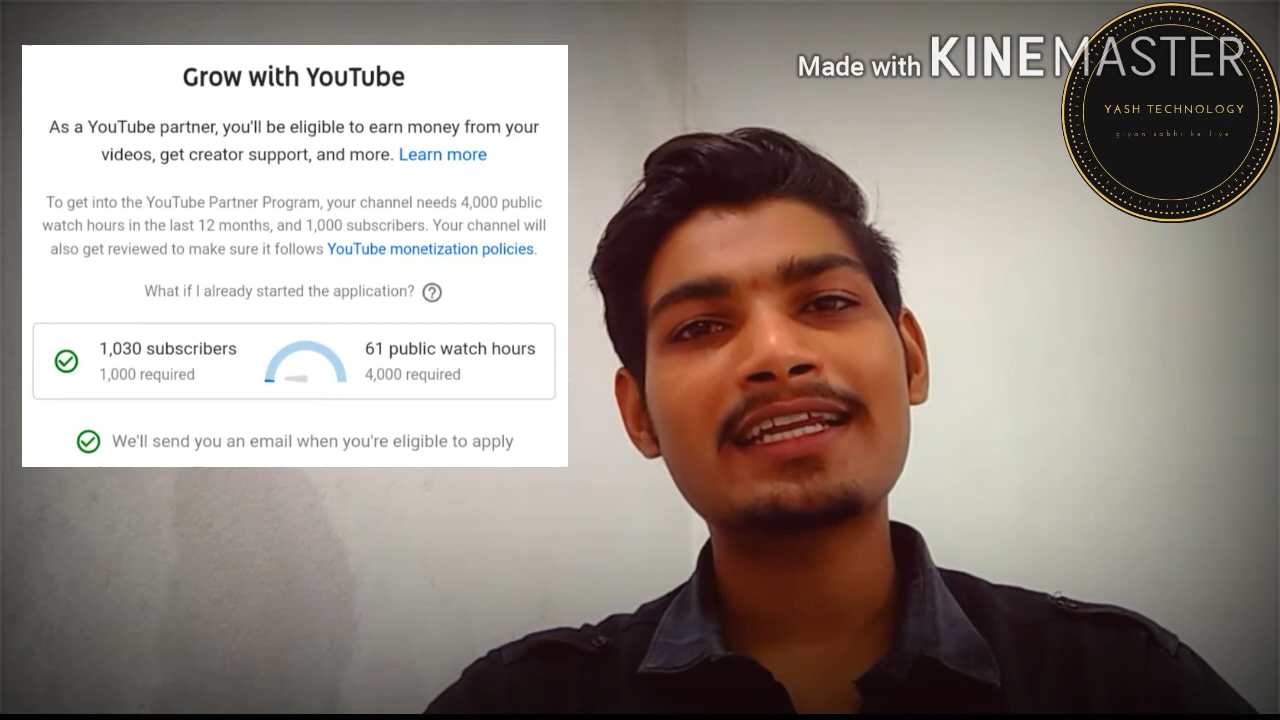 Grow with YouTube
As a YouTube partner, you'll be eligible to earn money from your
videos, get creator support, and more. Learn more
To get into the YouTube Partner Program, your channel needs 4,000 public
watch hours in the last 12 months, and 1,000 subscribers. Your channel will
also get reviewed to make sure it follows YouTube monetization policies.
What if I already started the application?
1,030 subscribers
1,000 required
61 public watch hours
4,000 required
We'll send you an email when you're eligible to apply
Made with KINEMASTER
YASH TECHNOLOGY
giyan sabhi ke liye